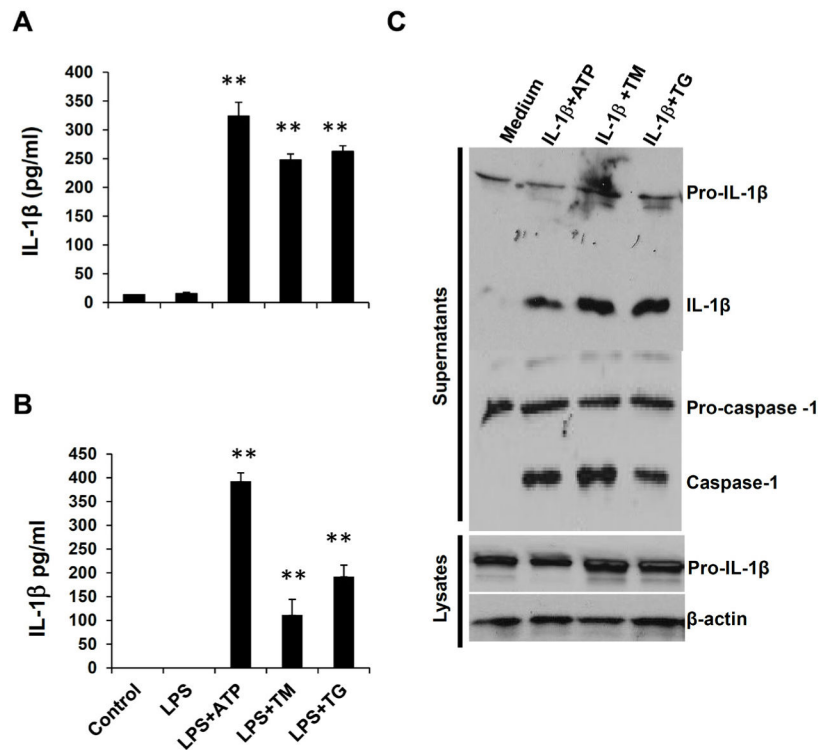 A
IL-1β (pg/ml)
400
350
300
250
200
150
100
50
0
** ** **
B
IL-1β pg/ml
450
400
350
300
250
200
150
100
50
0
** ** **
Control LPS LPS+ATP LPS+TM LPS+TG
C
Medium IL-1β+ATP IL-1β +TM IL-1β+TG
Supernatants
Pro-IL-1β
IL-1β
Pro-caspase -1
Caspase-1
Lysates
Pro-IL-1β
β-actin